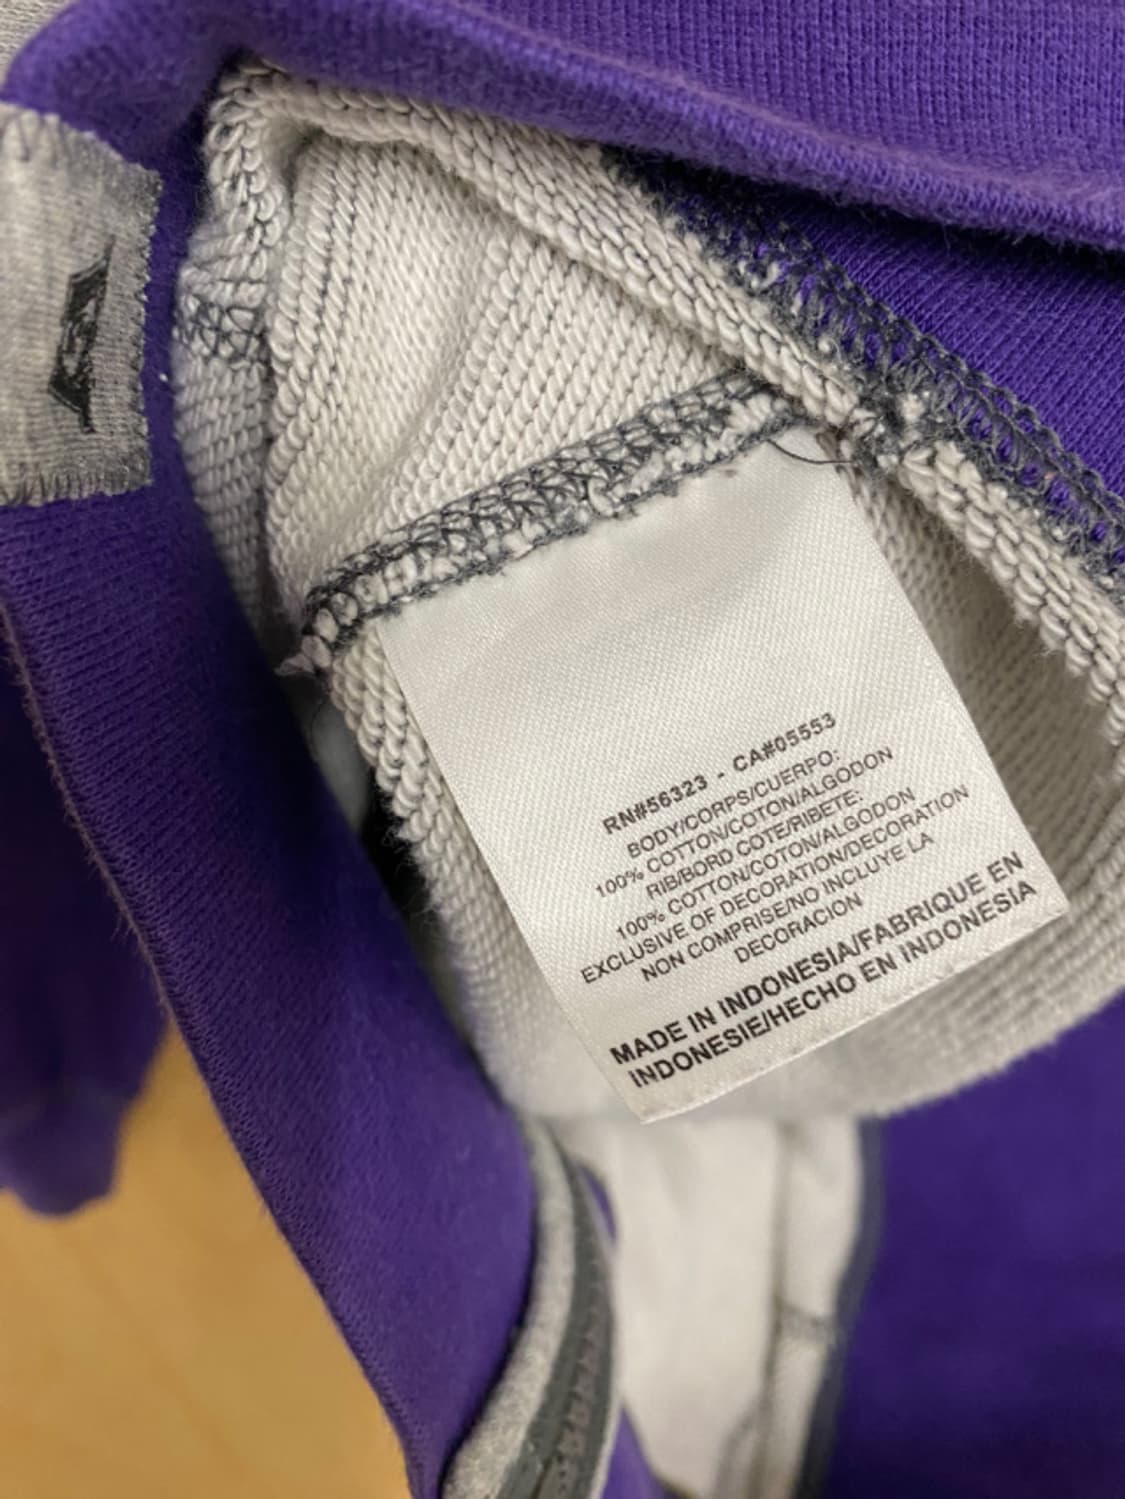 RN#56323 - CA#05553
BODY/CORPS/CUERPO:
100% COTTON/COTON/ALGODON
RIB/BORD COTE/RIBETE:
100% COTTON/COTON/ALGODON
EXCLUSIVE OF DECORATION/DECORATION
NON COMPRISE/NO INCLUYE LA
DECORACION
MADE IN INDONESIA/FABRIQUE EN
INDONESIE/HECHO EN INDONESIA